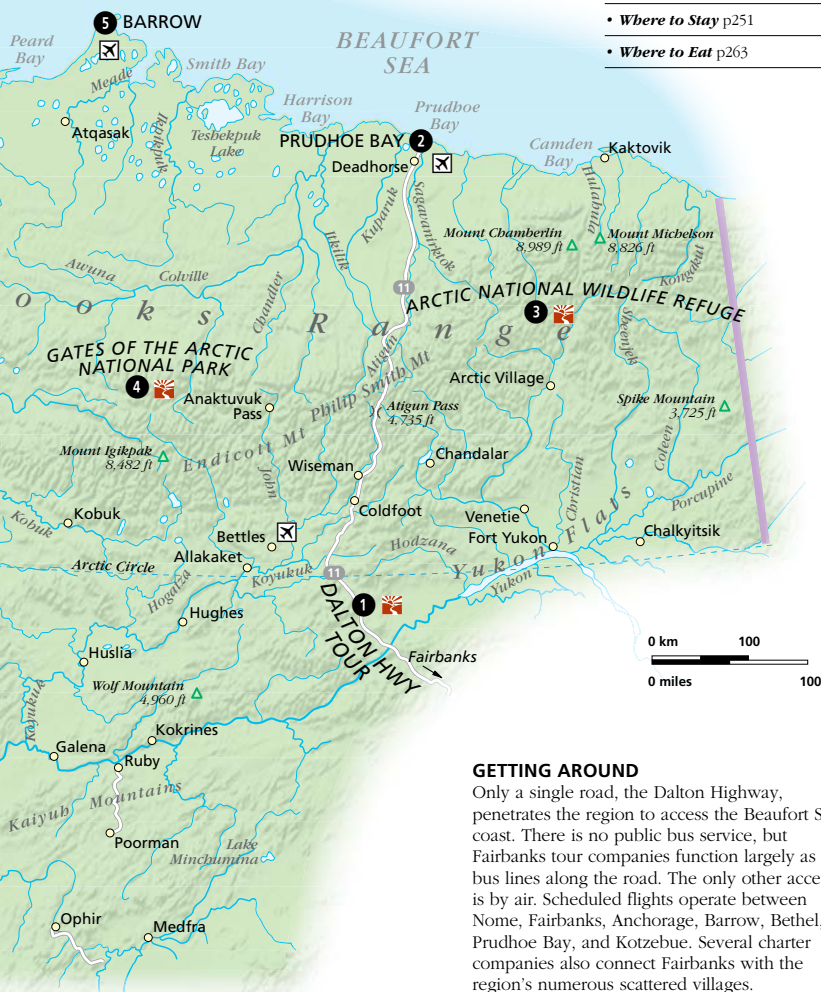 • Where to Stay p251
• Where to Eat p263
5 BARROW
Peard
Bay
BEAUFORT
SEA
Meade
Smith Bay
Harrison
Bay
Prudhoe
Bay
Atqasak
Ikpikpuk
Teshekpuk
Lake
PRUDHOE BAY 2
Deadhorse
Camden
Bay
Kaktovik
Kuparuk
Sagavanirktok
Hulahula
Itkilik
Mount Chamberlin
8,989 ft
Mount Michelson
8,826 ft
Awuna
Colville
Chandler
Kongakut
11
ARCTIC NATIONAL WILDLIFE REFUGE
3
ooks Range
GATES OF THE ARCTIC
NATIONAL PARK
4
Atigun
Sheenjek
Philip Smith Mt
Arctic Village
Anaktuvuk
Pass
Atigun Pass
4,735 ft
Spike Mountain
3,725 ft
Endicott Mt
Mount Igikpak
8,482 ft
Chandalar
Coleen
Wiseman
John
Christian
Porcupine
Coldfoot
Kobuk
Kobuk
Venetie
Fort Yukon
Chalkyitsik
Bettles
Hodzana
Yukon Flats
Allakaket
Arctic Circle
Koyukuk
11
Yukon
Hogatza
1
DALTON HWY
TOUR
Hughes
Huslia
Fairbanks
0 km 100
0 miles 100
Wolf Mountain
4,960 ft
Koyukuk
Kokrines
Galena
Ruby
Kaiyuh Mountains
Poorman
Lake
Minchumina
Ophir
Medfra
GETTING AROUND
Only a single road, the Dalton Highway,
penetrates the region to access the Beaufort S
coast. There is no public bus service, but
Fairbanks tour companies function largely as
bus lines along the road. The only other acce
is by air. Scheduled flights operate between
Nome, Fairbanks, Anchorage, Barrow, Bethel,
Prudhoe Bay, and Kotzebue. Several charter
companies also connect Fairbanks with the
region's numerous scattered villages.